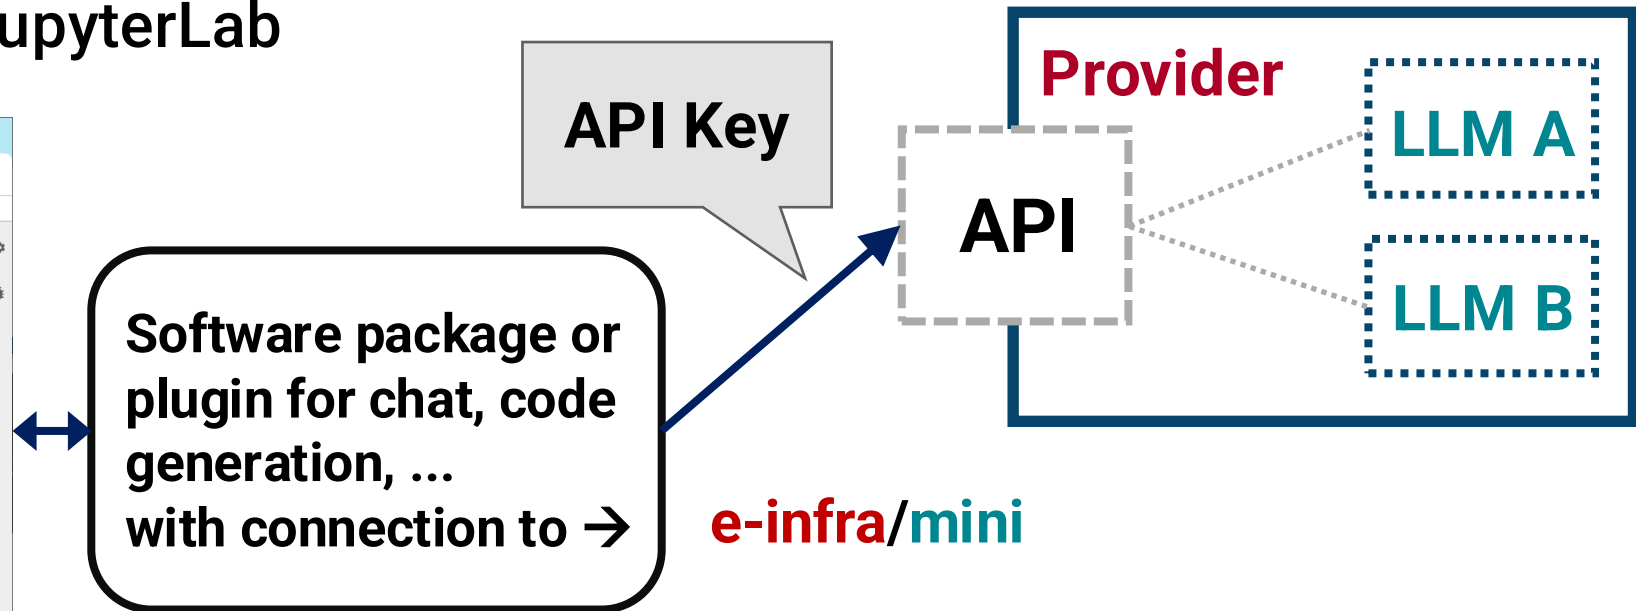 upyterLab
API Key
Provider
LLM A
API
LLM B
Software package or
plugin for chat, code
generation, ...
with connection to →
e-infra/mini